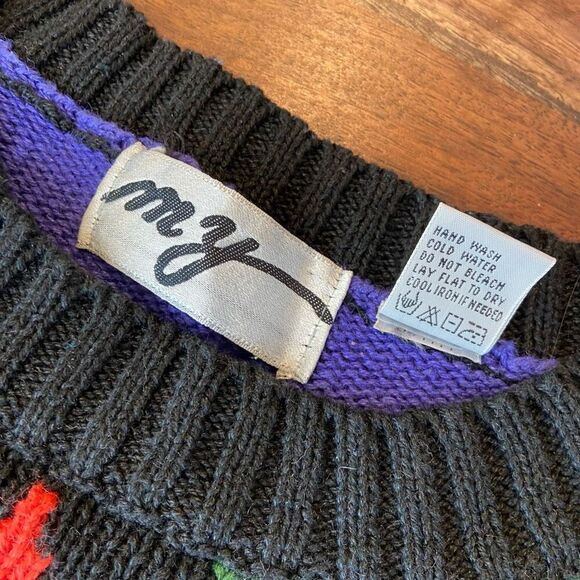 my
HAND WASH
COLD WATER
DO NOT BLEACH
LAY FLAT TO DRY
COOL IRON IF NEEDED